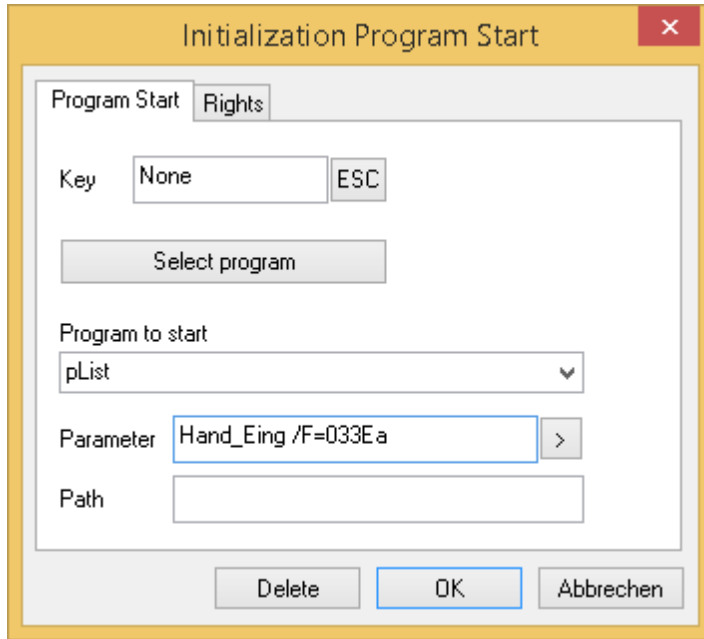 Initialization Program Start
Program Start Rights
Key None ESC
Select program
Program to start
pList
Parameter Hand_Eing /F=033Ea >
Path
Delete OK Abbrechen